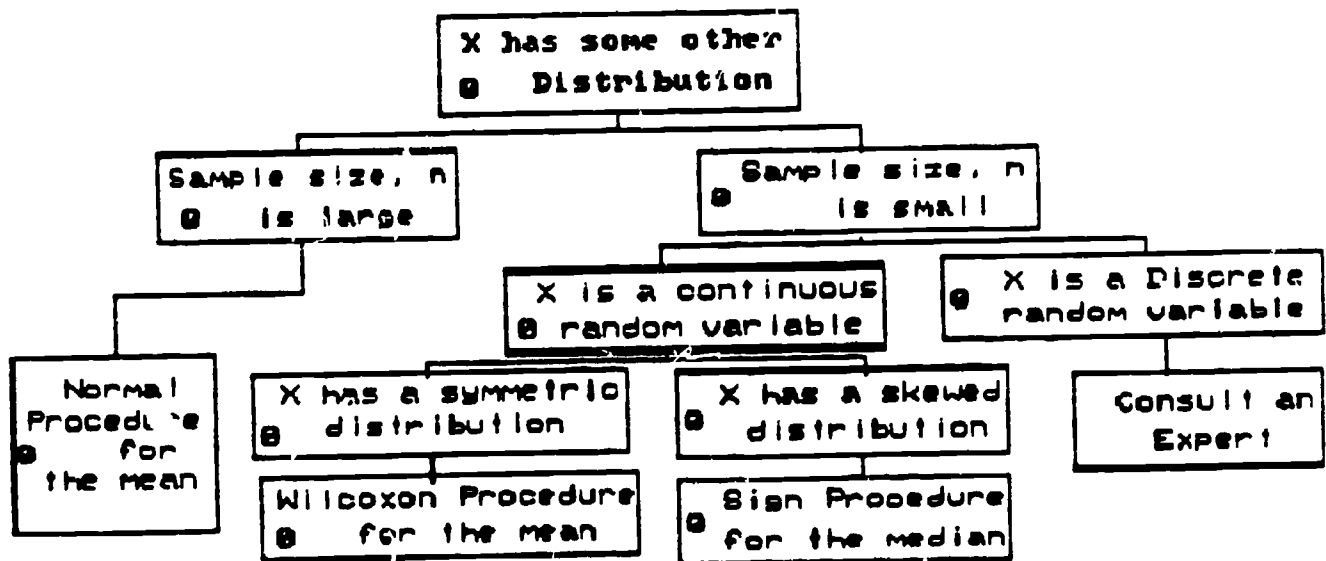 X has some other
Distribution
Sample size, n
is large
Sample size, n
is small
X is a continuous
random variable
X is a Discrete
random variable
Normal
Procedure
for
the mean
X has a symmetric
distribution
X has a skewed
distribution
Consult an
Expert
Wilcoxon Procedure
for the mean
Sign Procedure
for the median